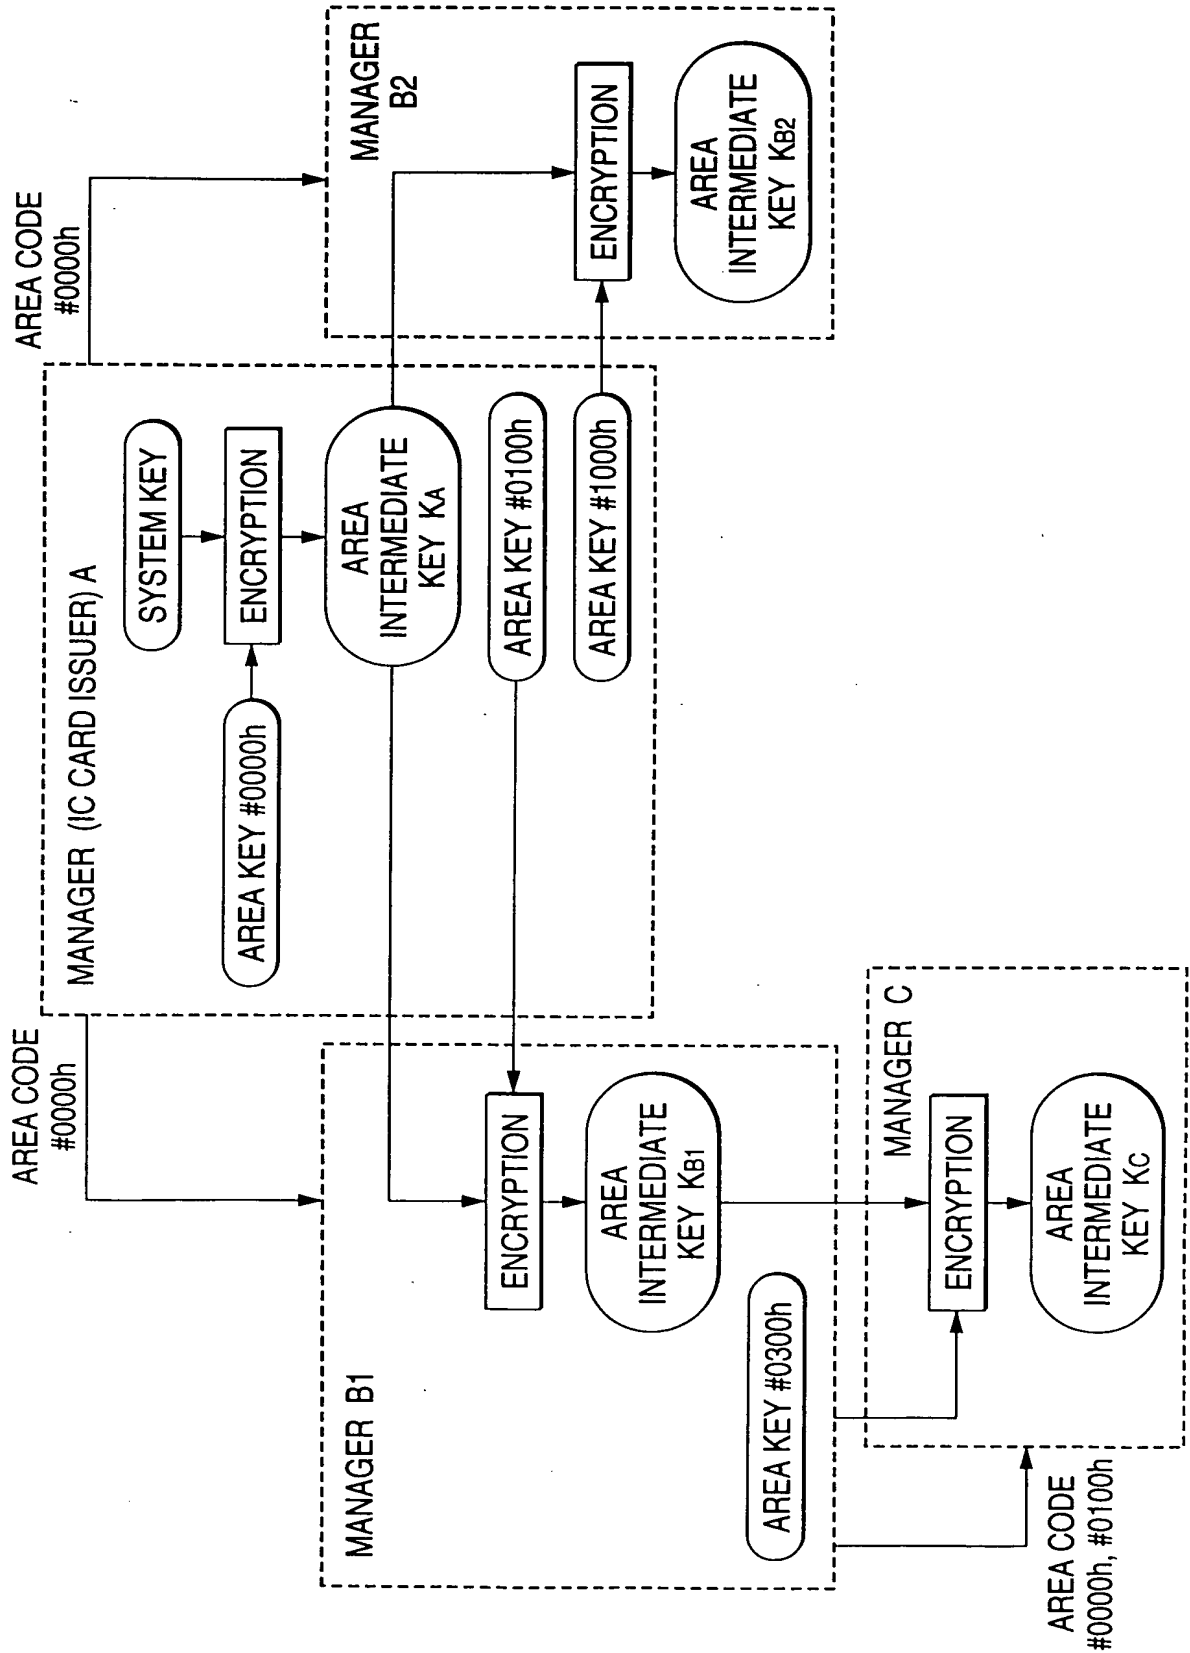 AREA CODE
#0000h
AREA CODE
#0000h
MANAGER (IC CARD ISSUER) A
SYSTEM KEY
AREA KEY #0000h
ENCRYPTION
AREA
INTERMEDIATE
KEY KA
AREA KEY #0100h
AREA KEY #1000h
MANAGER B1
ENCRYPTION
AREA
INTERMEDIATE
KEY KB1
AREA KEY #0300h
MANAGER
B2
ENCRYPTION
AREA
INTERMEDIATE
KEY KB2
MANAGER C
ENCRYPTION
AREA
INTERMEDIATE
KEY KC
AREA CODE
#0000h, #0100h